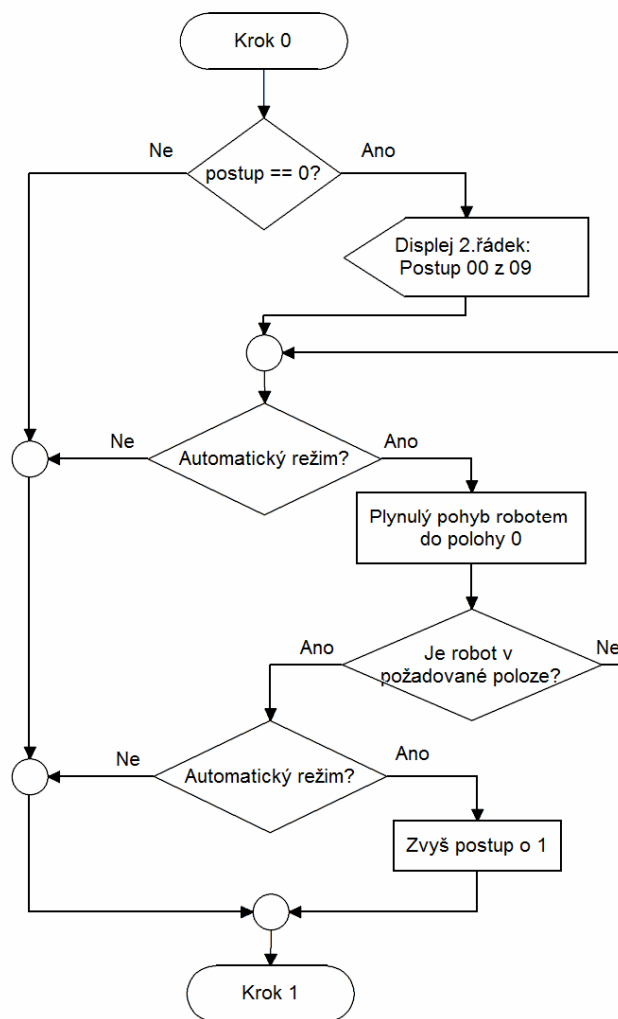 Krok 0
Ne
Ano
postup == 0?
Displej 2.řádek:
Postup 00 z 09
Ne
Ano
Automatický režim?
Plynulý pohyb robotem
do polohy 0
Ano
Ne
Je robot v
požadované poloze?
Ne
Ano
Automatický režim?
Zvyš postup o 1
Krok 1